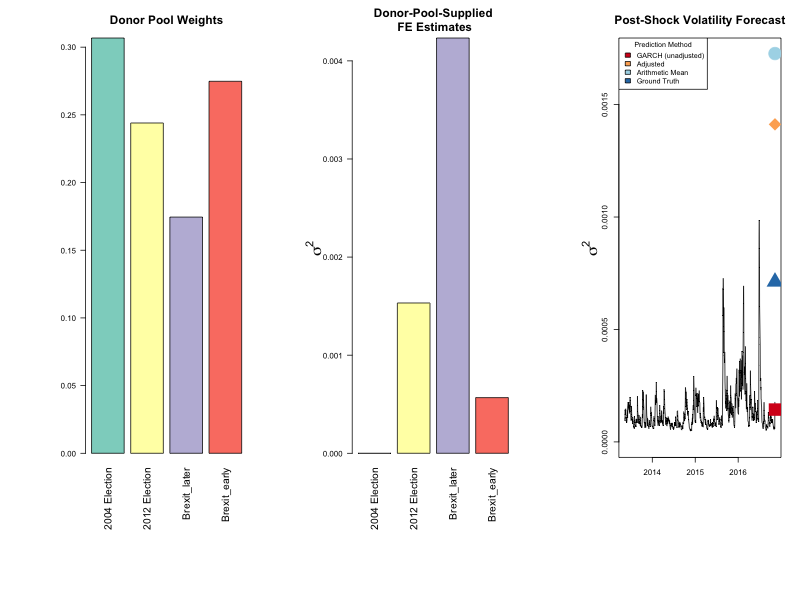 Donor Pool Weights
0.30
0.25
0.20
0.15
0.10
0.05
0.00
2004 Election
2012 Election
Brexit_later
Brexit_early
Donor-Pool-Supplied
FE Estimates
σ2
0.004
0.003
0.002
0.001
0.000
2004 Election
2012 Election
Brexit_later
Brexit_early
Post-Shock Volatility Forecast
Prediction Method
GARCH (unadjusted)
Adjusted
Arithmetic Mean
Ground Truth
σ2
0.0015
0.0010
0.0005
0.0000
2014
2015
2016